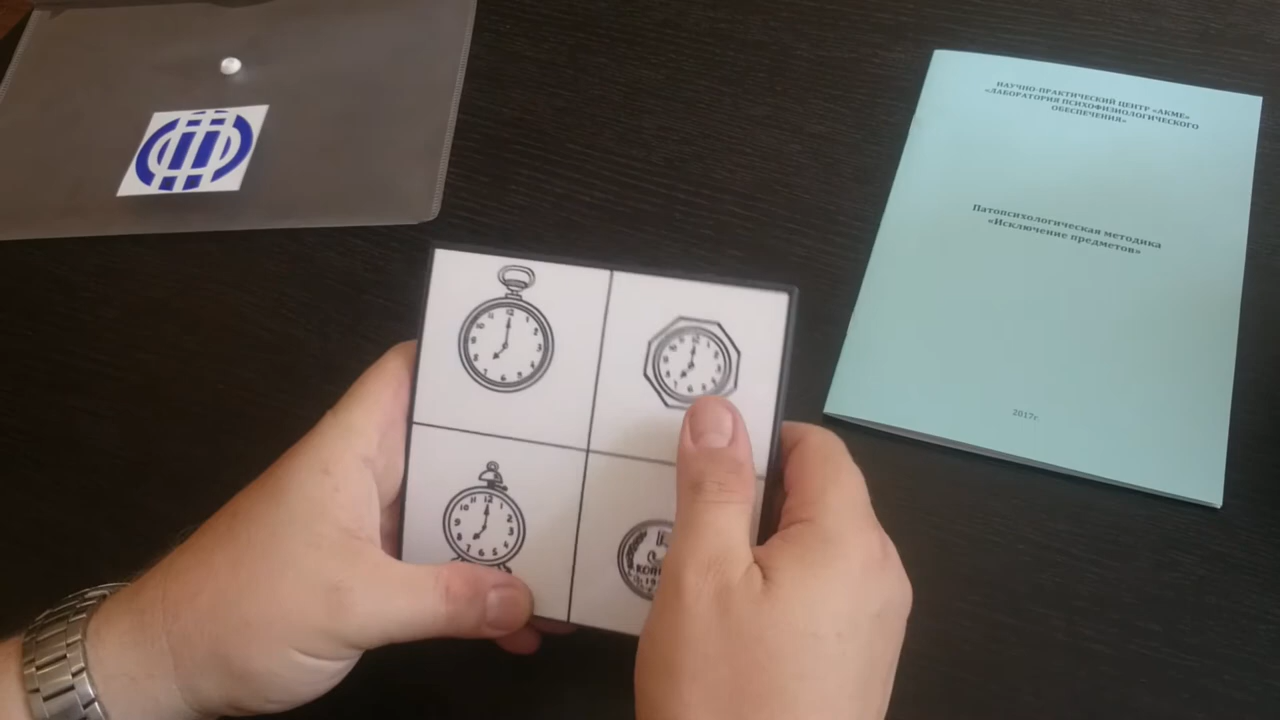 НАУЧНО-ПРАКТИЧЕСКИЙ ЦЕНТР «АКМЕ»
«ЛАБОРАТОРИЯ ПСИХОФИЗИОЛОГИЧЕСКОГО
ОБЕСПЕЧЕНИЯ»
Патопсихологическая методика
«Исключение предметов»
2017г.